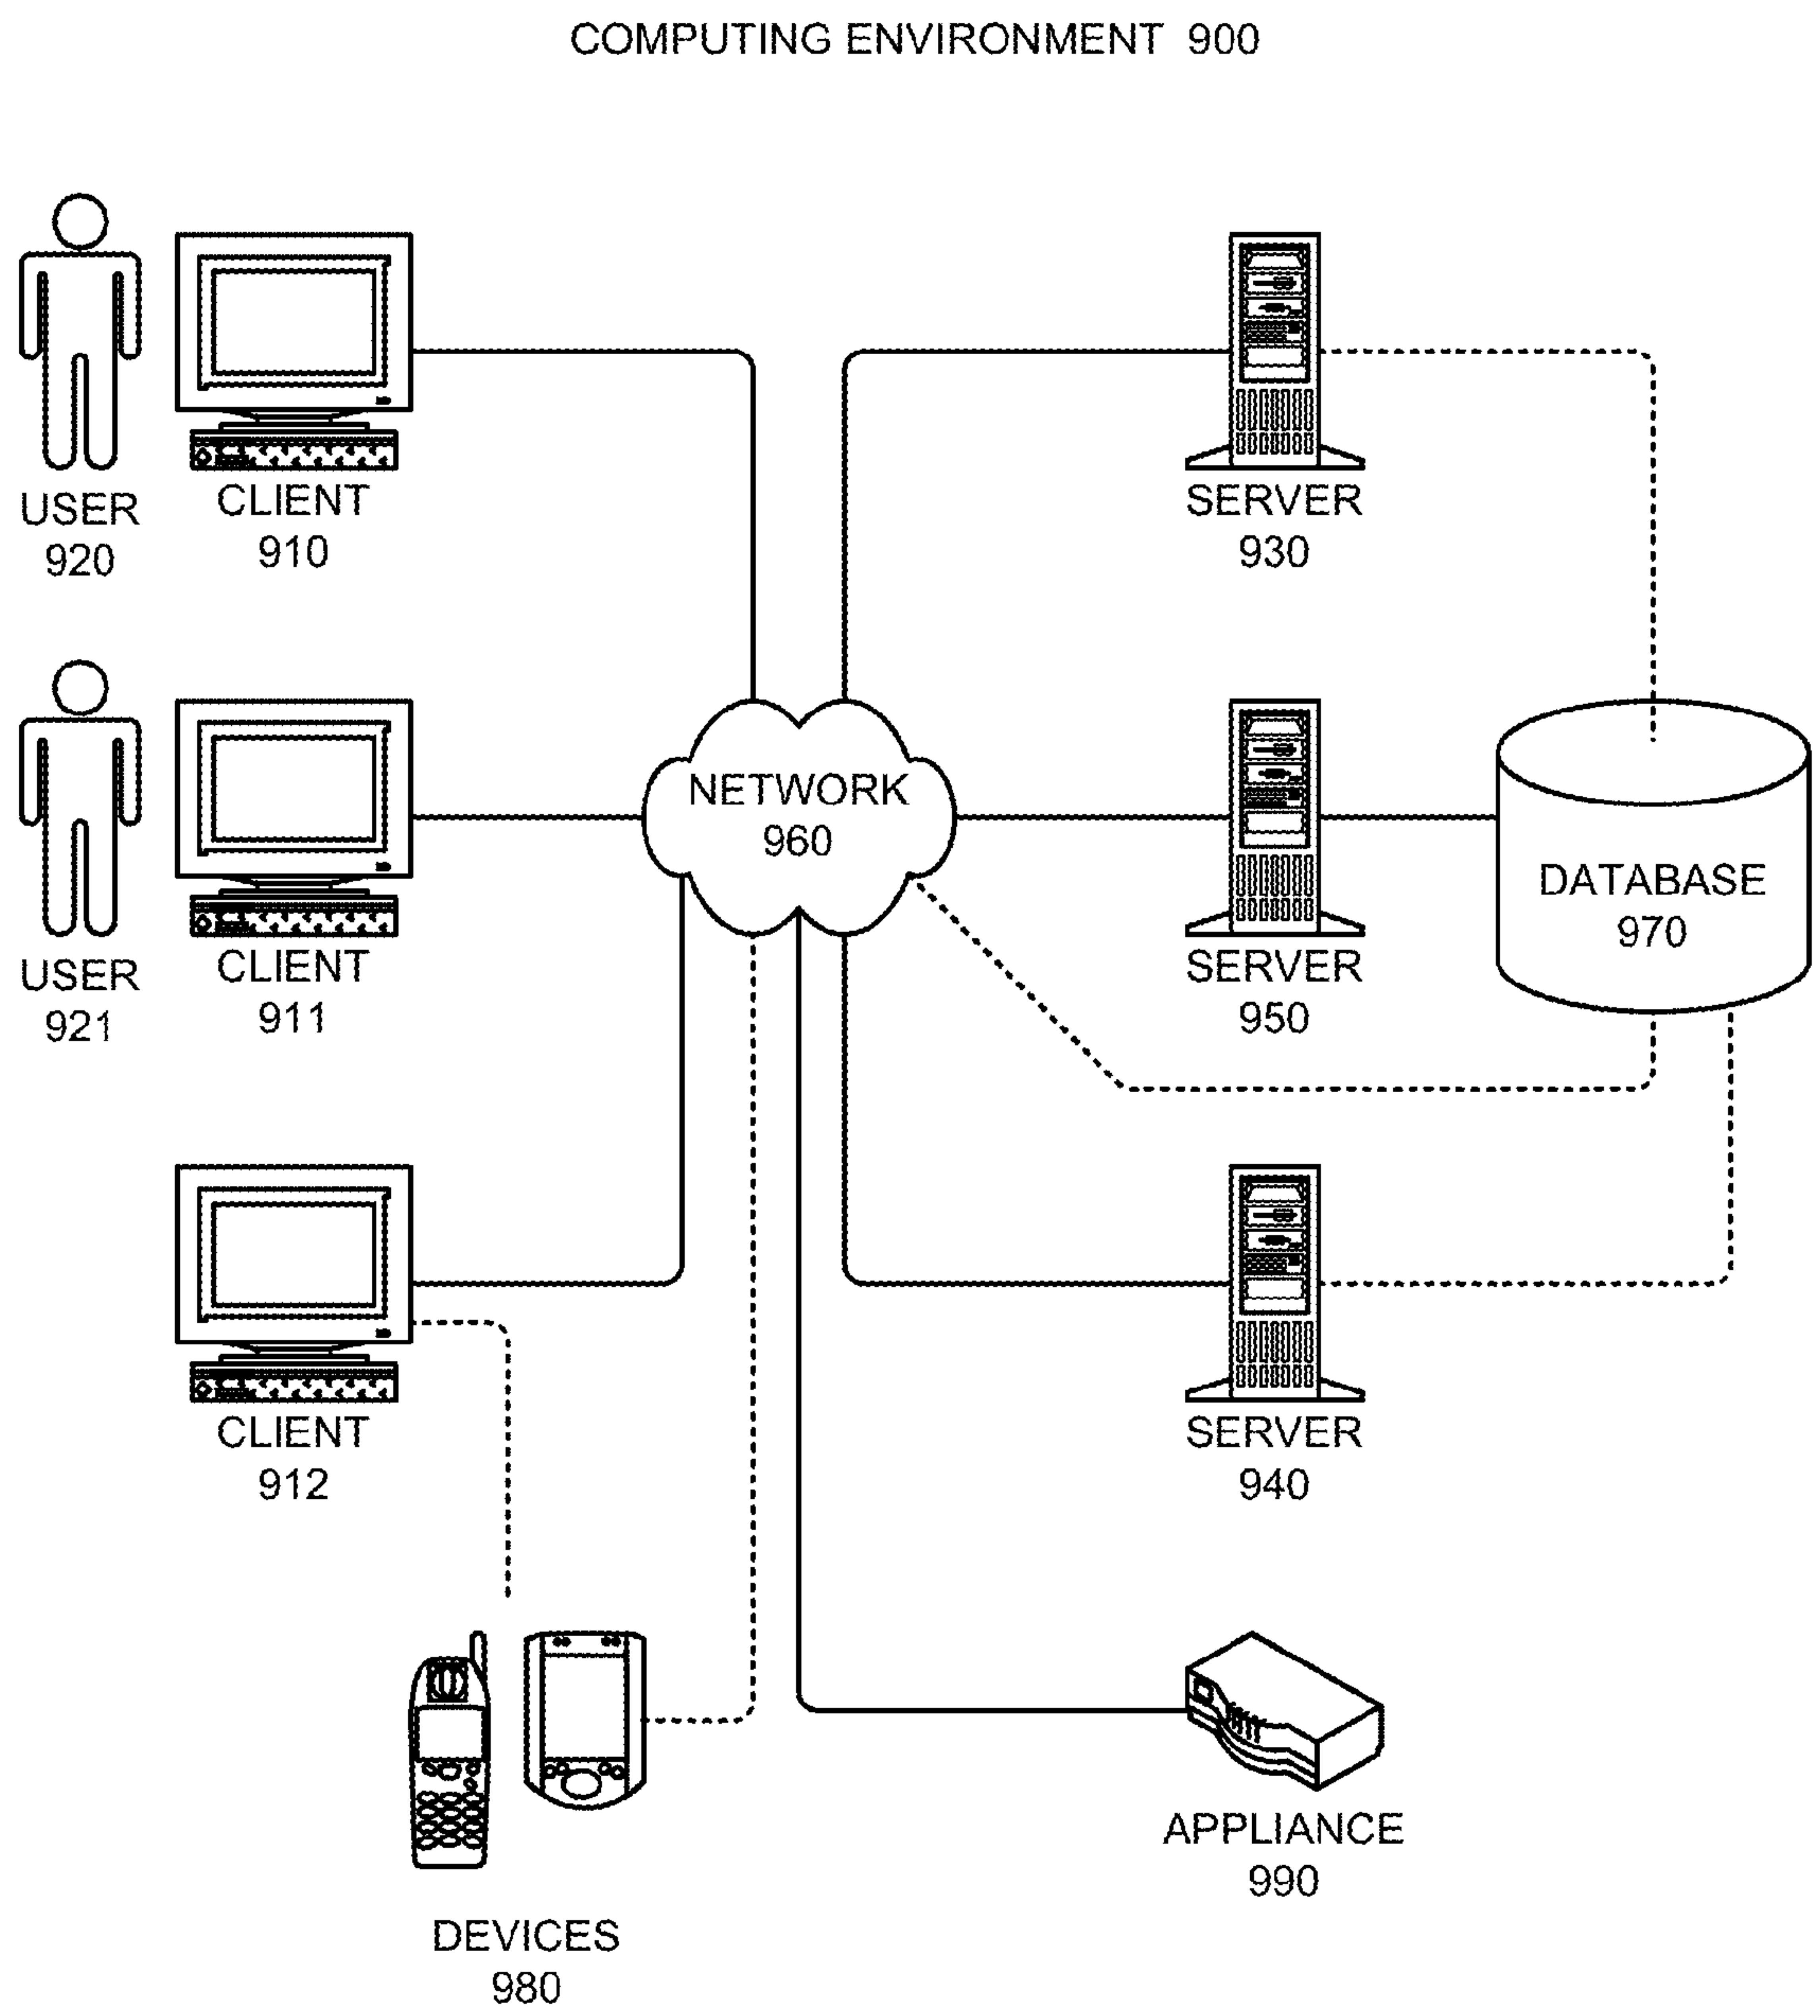 COMPUTING ENVIRONMENT 900
USER
920
CLIENT
910
SERVER
930
NETWORK
960
DATABASE
970
USER
921
CLIENT
911
SERVER
950
CLIENT
912
SERVER
940
APPLIANCE
990
DEVICES
980